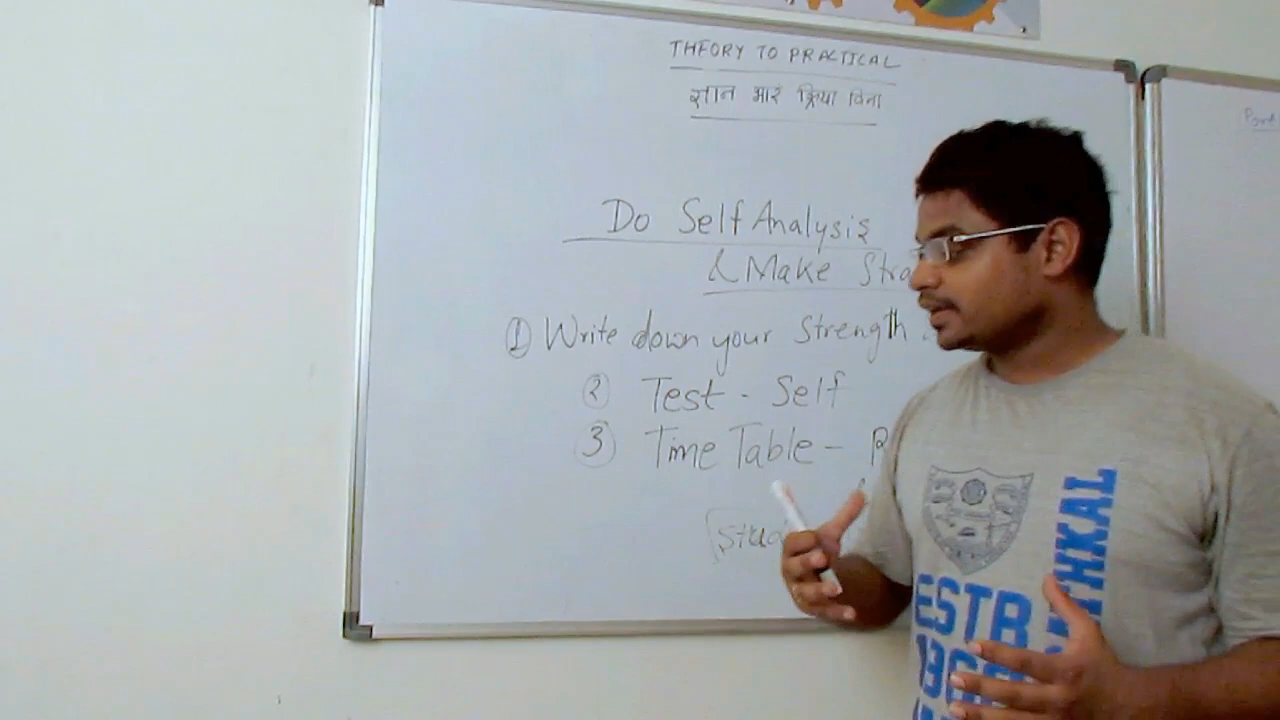 THEORY TO PRACTICAL
ज्ञान भारं क्रिया विना
Do Self Analysis
& Make Stra
① Write down your Strength
② Test - Self
③ Time Table -
ESTB
THKAL